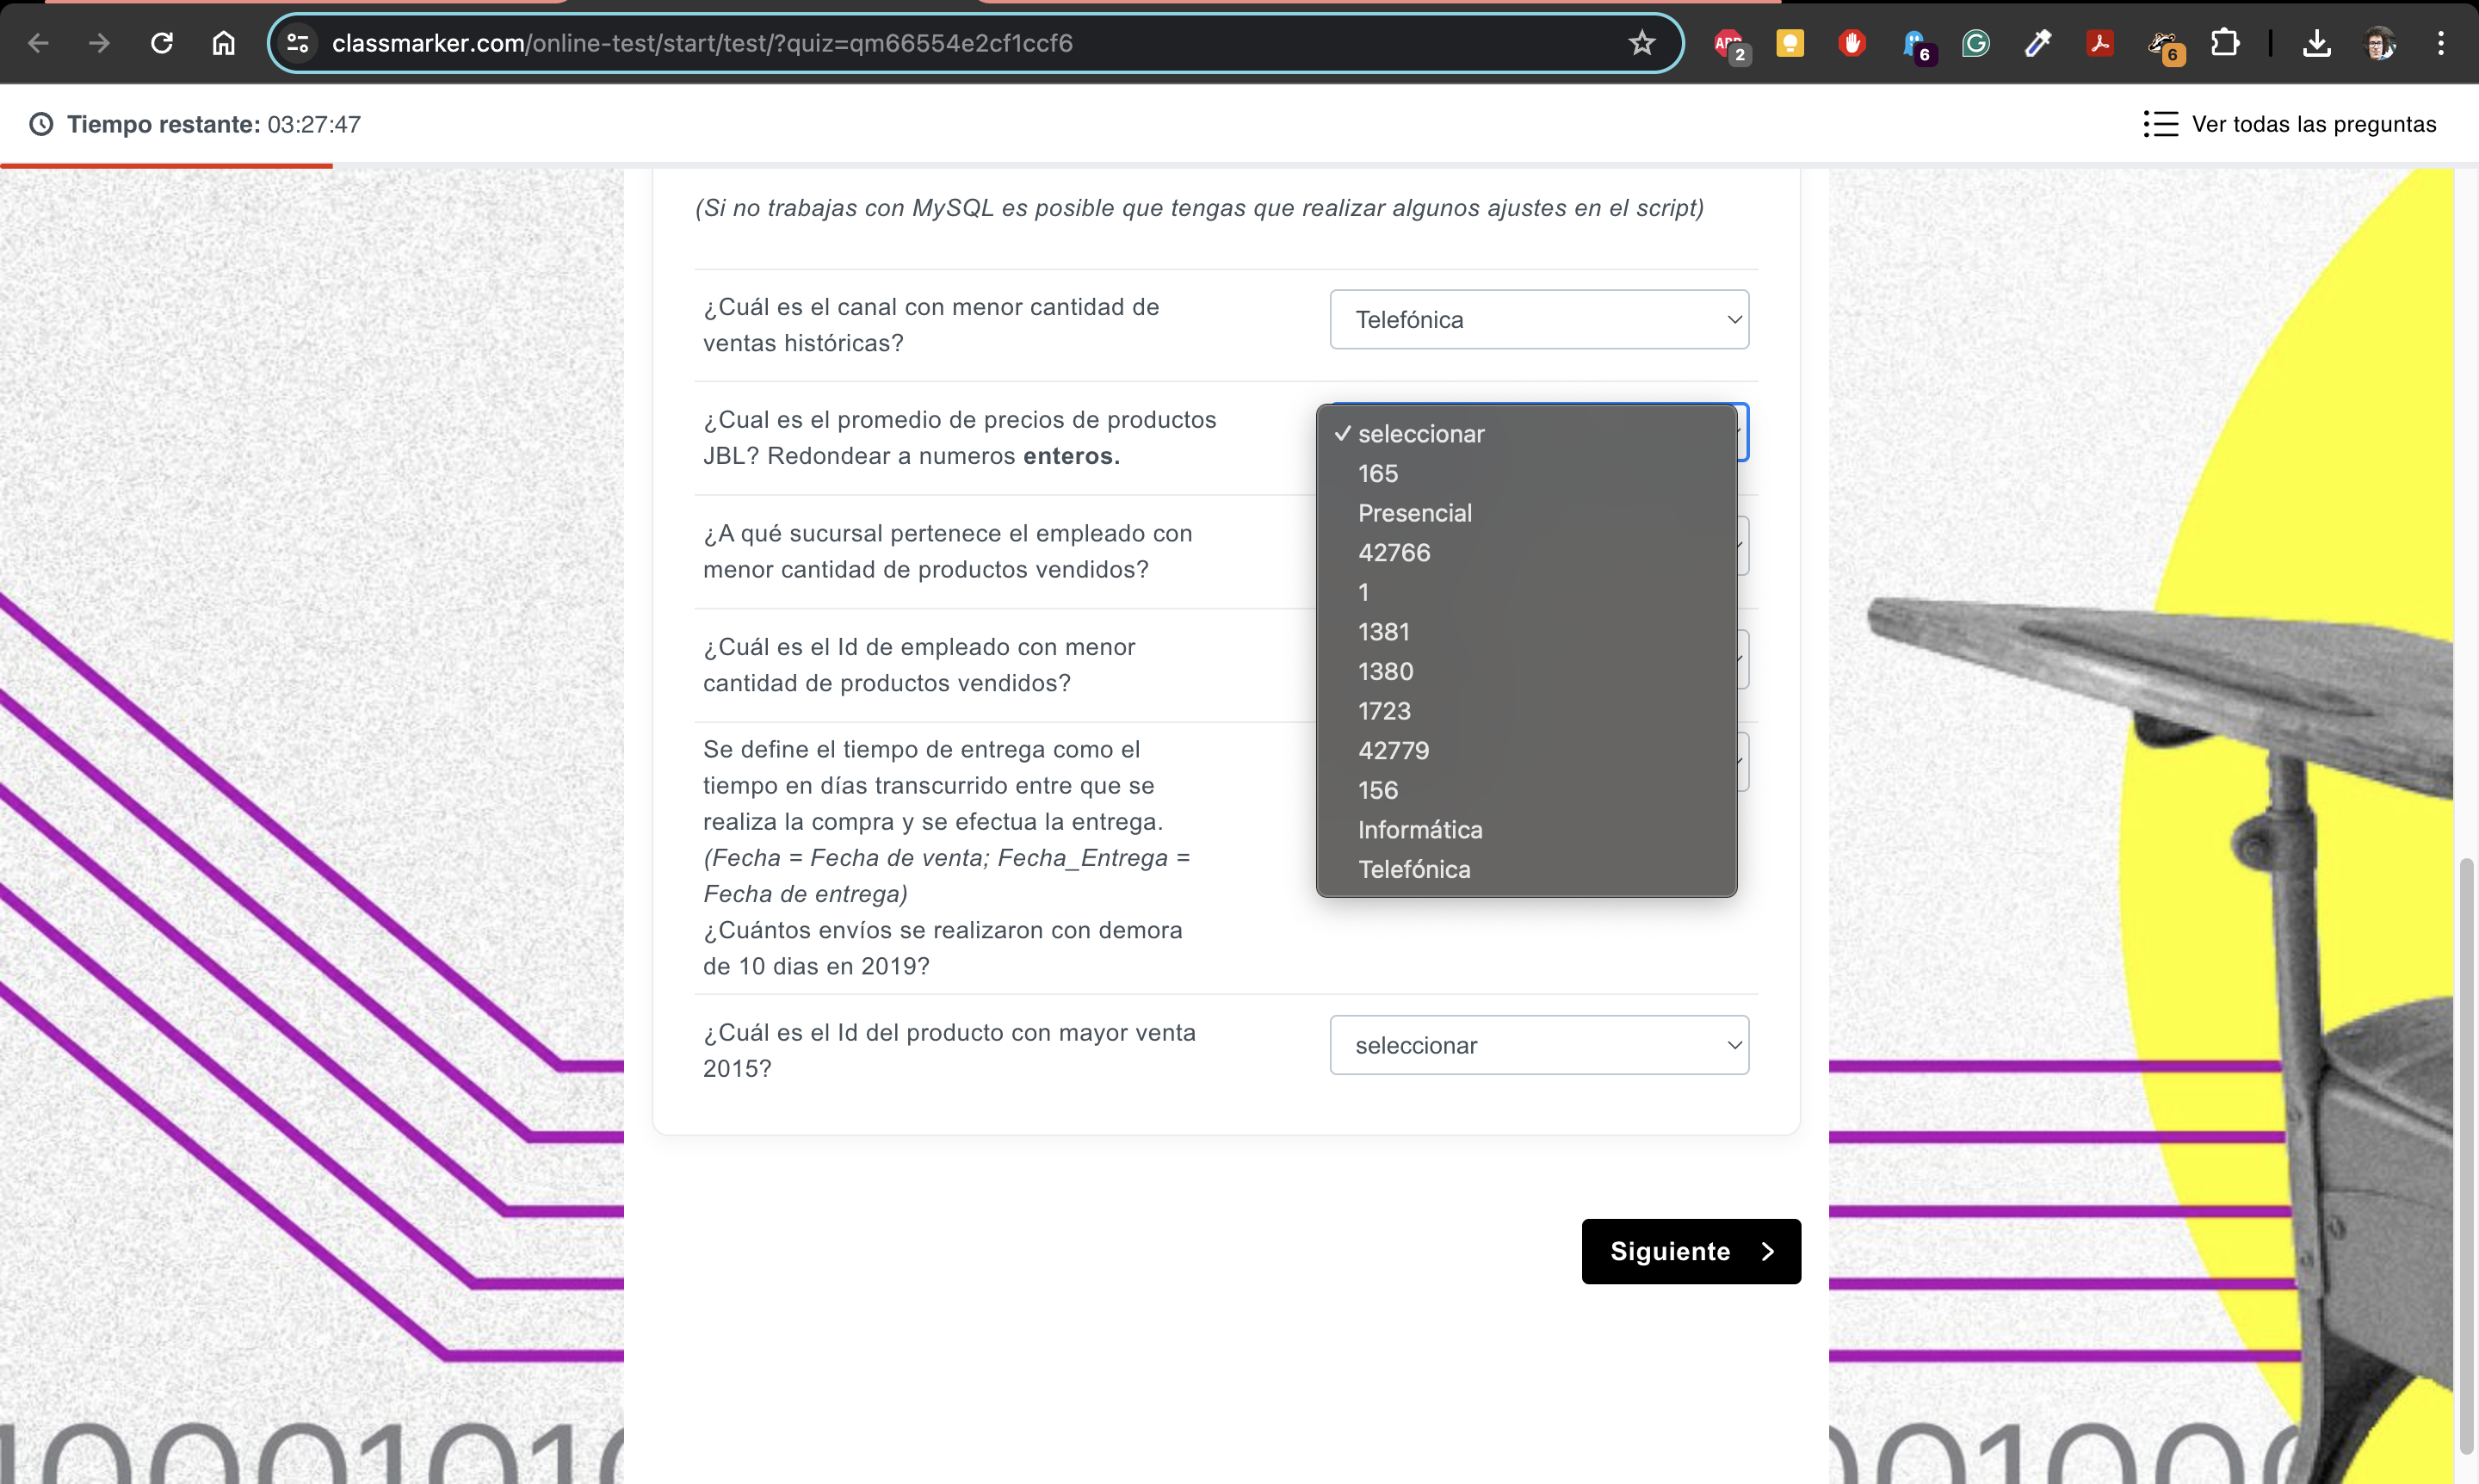 classmarker.com/online-test/start/test/?quiz=qm66554e2cf1ccf6
2
6
6
Tiempo restante: 03:27:47
Ver todas las preguntas
(Si no trabajas con MySQL es posible que tengas que realizar algunos ajustes en el script)
¿Cuál es el canal con menor cantidad de
ventas históricas?
Telefónica
¿Cual es el promedio de precios de productos
JBL? Redondear a numeros enteros.
seleccionar
165
Presencial
42766
1
1381
1380
1723
42779
156
Informática
Telefónica
¿A qué sucursal pertenece el empleado con
menor cantidad de productos vendidos?
¿Cuál es el Id de empleado con menor
cantidad de productos vendidos?
Se define el tiempo de entrega como el
tiempo en días transcurrido entre que se
realiza la compra y se efectua la entrega.
(Fecha = Fecha de venta; Fecha_Entrega =
Fecha de entrega)
¿Cuántos envíos se realizaron con demora
de 10 dias en 2019?
¿Cuál es el Id del producto con mayor venta
2015?
seleccionar
Siguiente